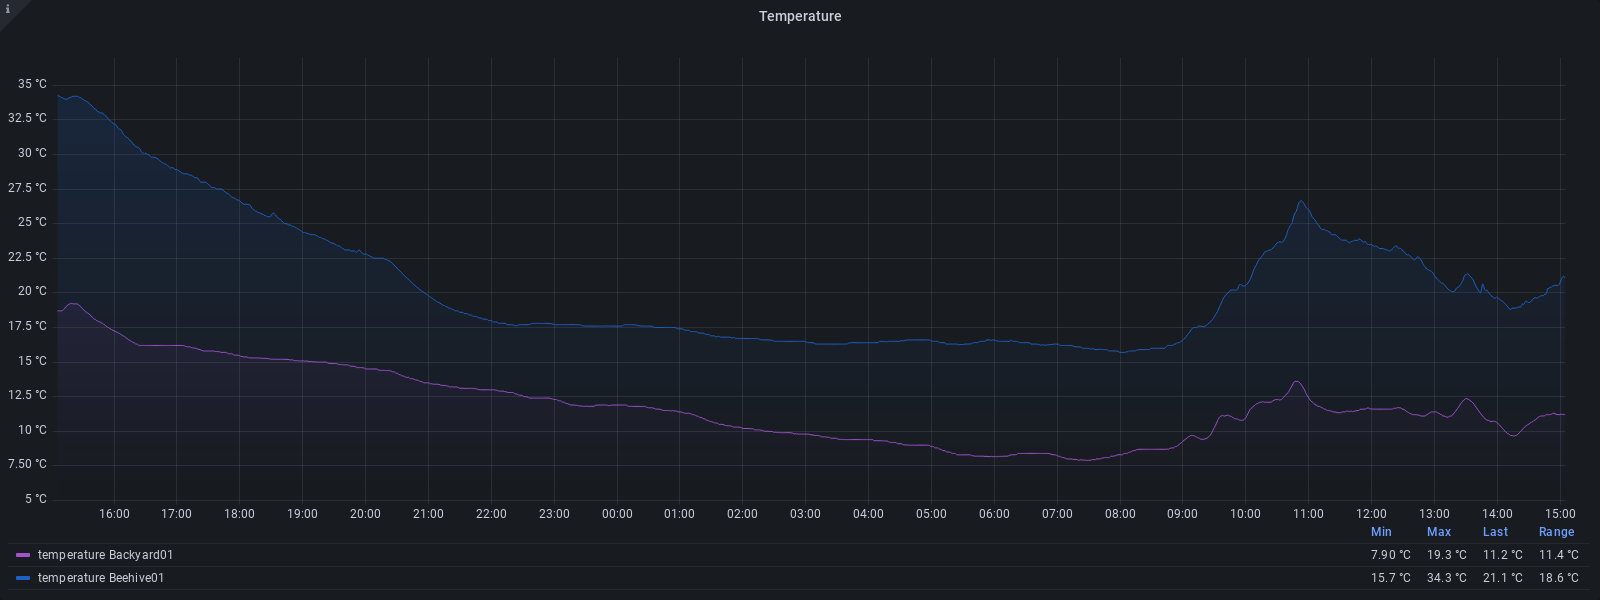 i
Temperature
35 °C
32.5 °C
30 °C
27.5 °C
25 °C
22.5 °C
20 °C
17.5 °C
15 °C
12.5 °C
10 °C
7.50 °C
5 °C
16:00 17:00 18:00 19:00 20:00 21:00 22:00 23:00 00:00 01:00 02:00 03:00 04:00 05:00 06:00 07:00 08:00 09:00 10:00 11:00 12:00 13:00 14:00 15:00
Min Max Last Range
temperature Backyard01 7.90 °C 19.3 °C 11.2 °C 11.4 °C
temperature Beehive01 15.7 °C 34.3 °C 21.1 °C 18.6 °C